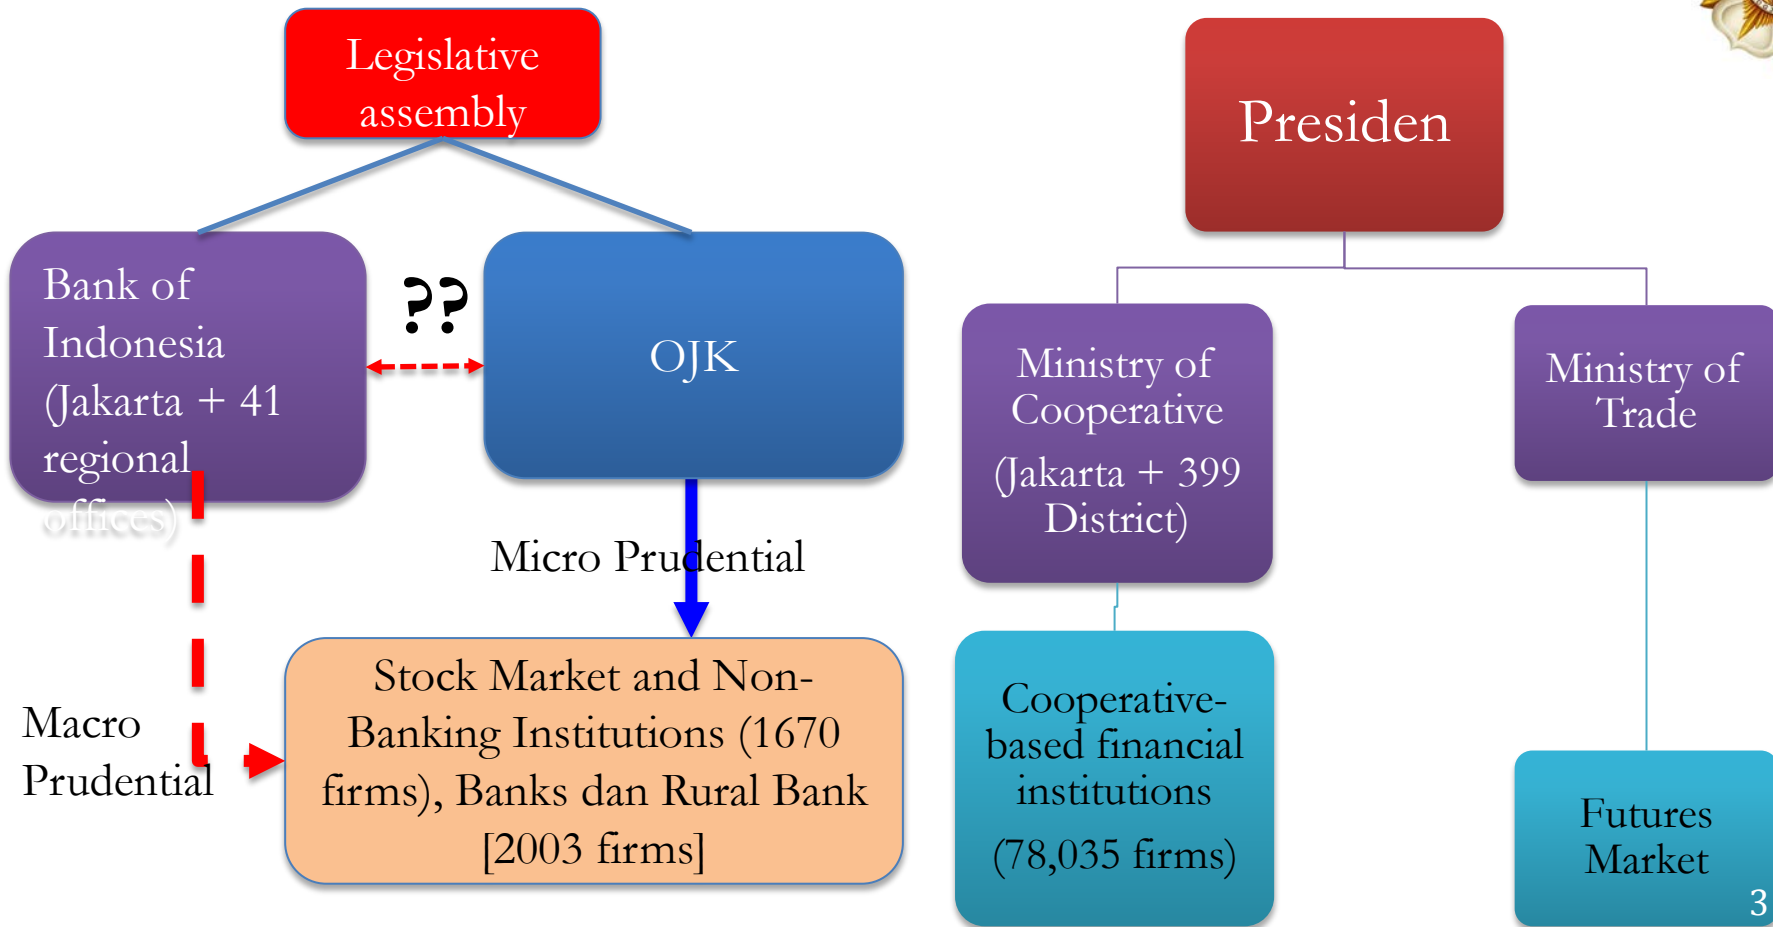 Legislative
assembly
Presiden
Bank of
Indonesia
(Jakarta + 41
regional
offices)
??
OJK
Ministry of
Cooperative
(Jakarta + 399
District)
Ministry of
Trade
Micro Prudential
Macro
Prudential
Stock Market and Non-
Banking Institutions (1670
firms), Banks dan Rural Bank
[2003 firms]
Cooperative-
based financial
institutions
(78,035 firms)
Futures
Market
3